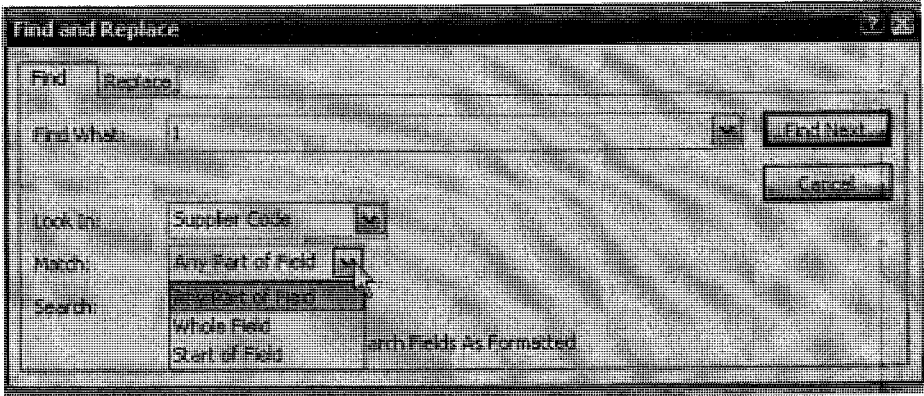 Find and Replace
Find Replace
Find What: 1 Find Next
Cancel
Look In: Supplier Code
Match: Any Part of Field
Search: Any Part of Field
Whole Field
Start of Field
arch Fields As Formatted